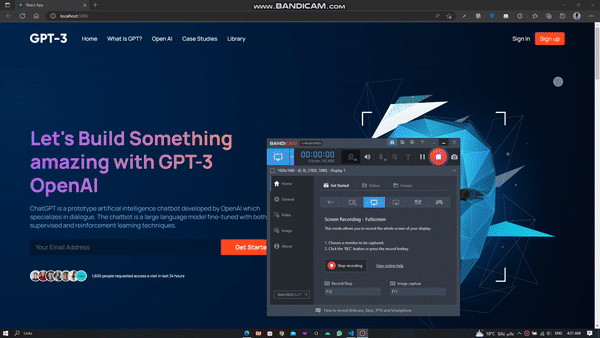 WWW.BANDICAM.COM
React App
localhost:3000
GPT-3
Home
What Is GPT?
Open AI
Case Studies
Library
Sign in
Sign up
Let's Build Something
amazing with GPT-3
OpenAI
ChatGPT is a prototype artificial intelligence chatbot developed by OpenAI which
specializes in dialogue. The chatbot is a large language model fine-tuned with both
supervised and reinforcement learning techniques.
Your Email Address
Get Starte
1,600 people requested access a visit in last 24 hours
BANDICAM
00:00:00
1920x1080 - (0, 0), (1920, 1080) - Display 1
Home
General
Video
Image
About
Get Started
Videos
Images
Screen Recording - Fullscreen
This mode allows you to record the whole screen of your display.
1. Choose a monitor to be captured.
2. Click the 'REC' button or press the record hotkey.
Stop recording
View online help
Record/Stop
F12
Image capture
F11
BANDICUT
How to record Webcam, Xbox, IPTV and Smartphone
Links
18°C
ENG
4:21 AM